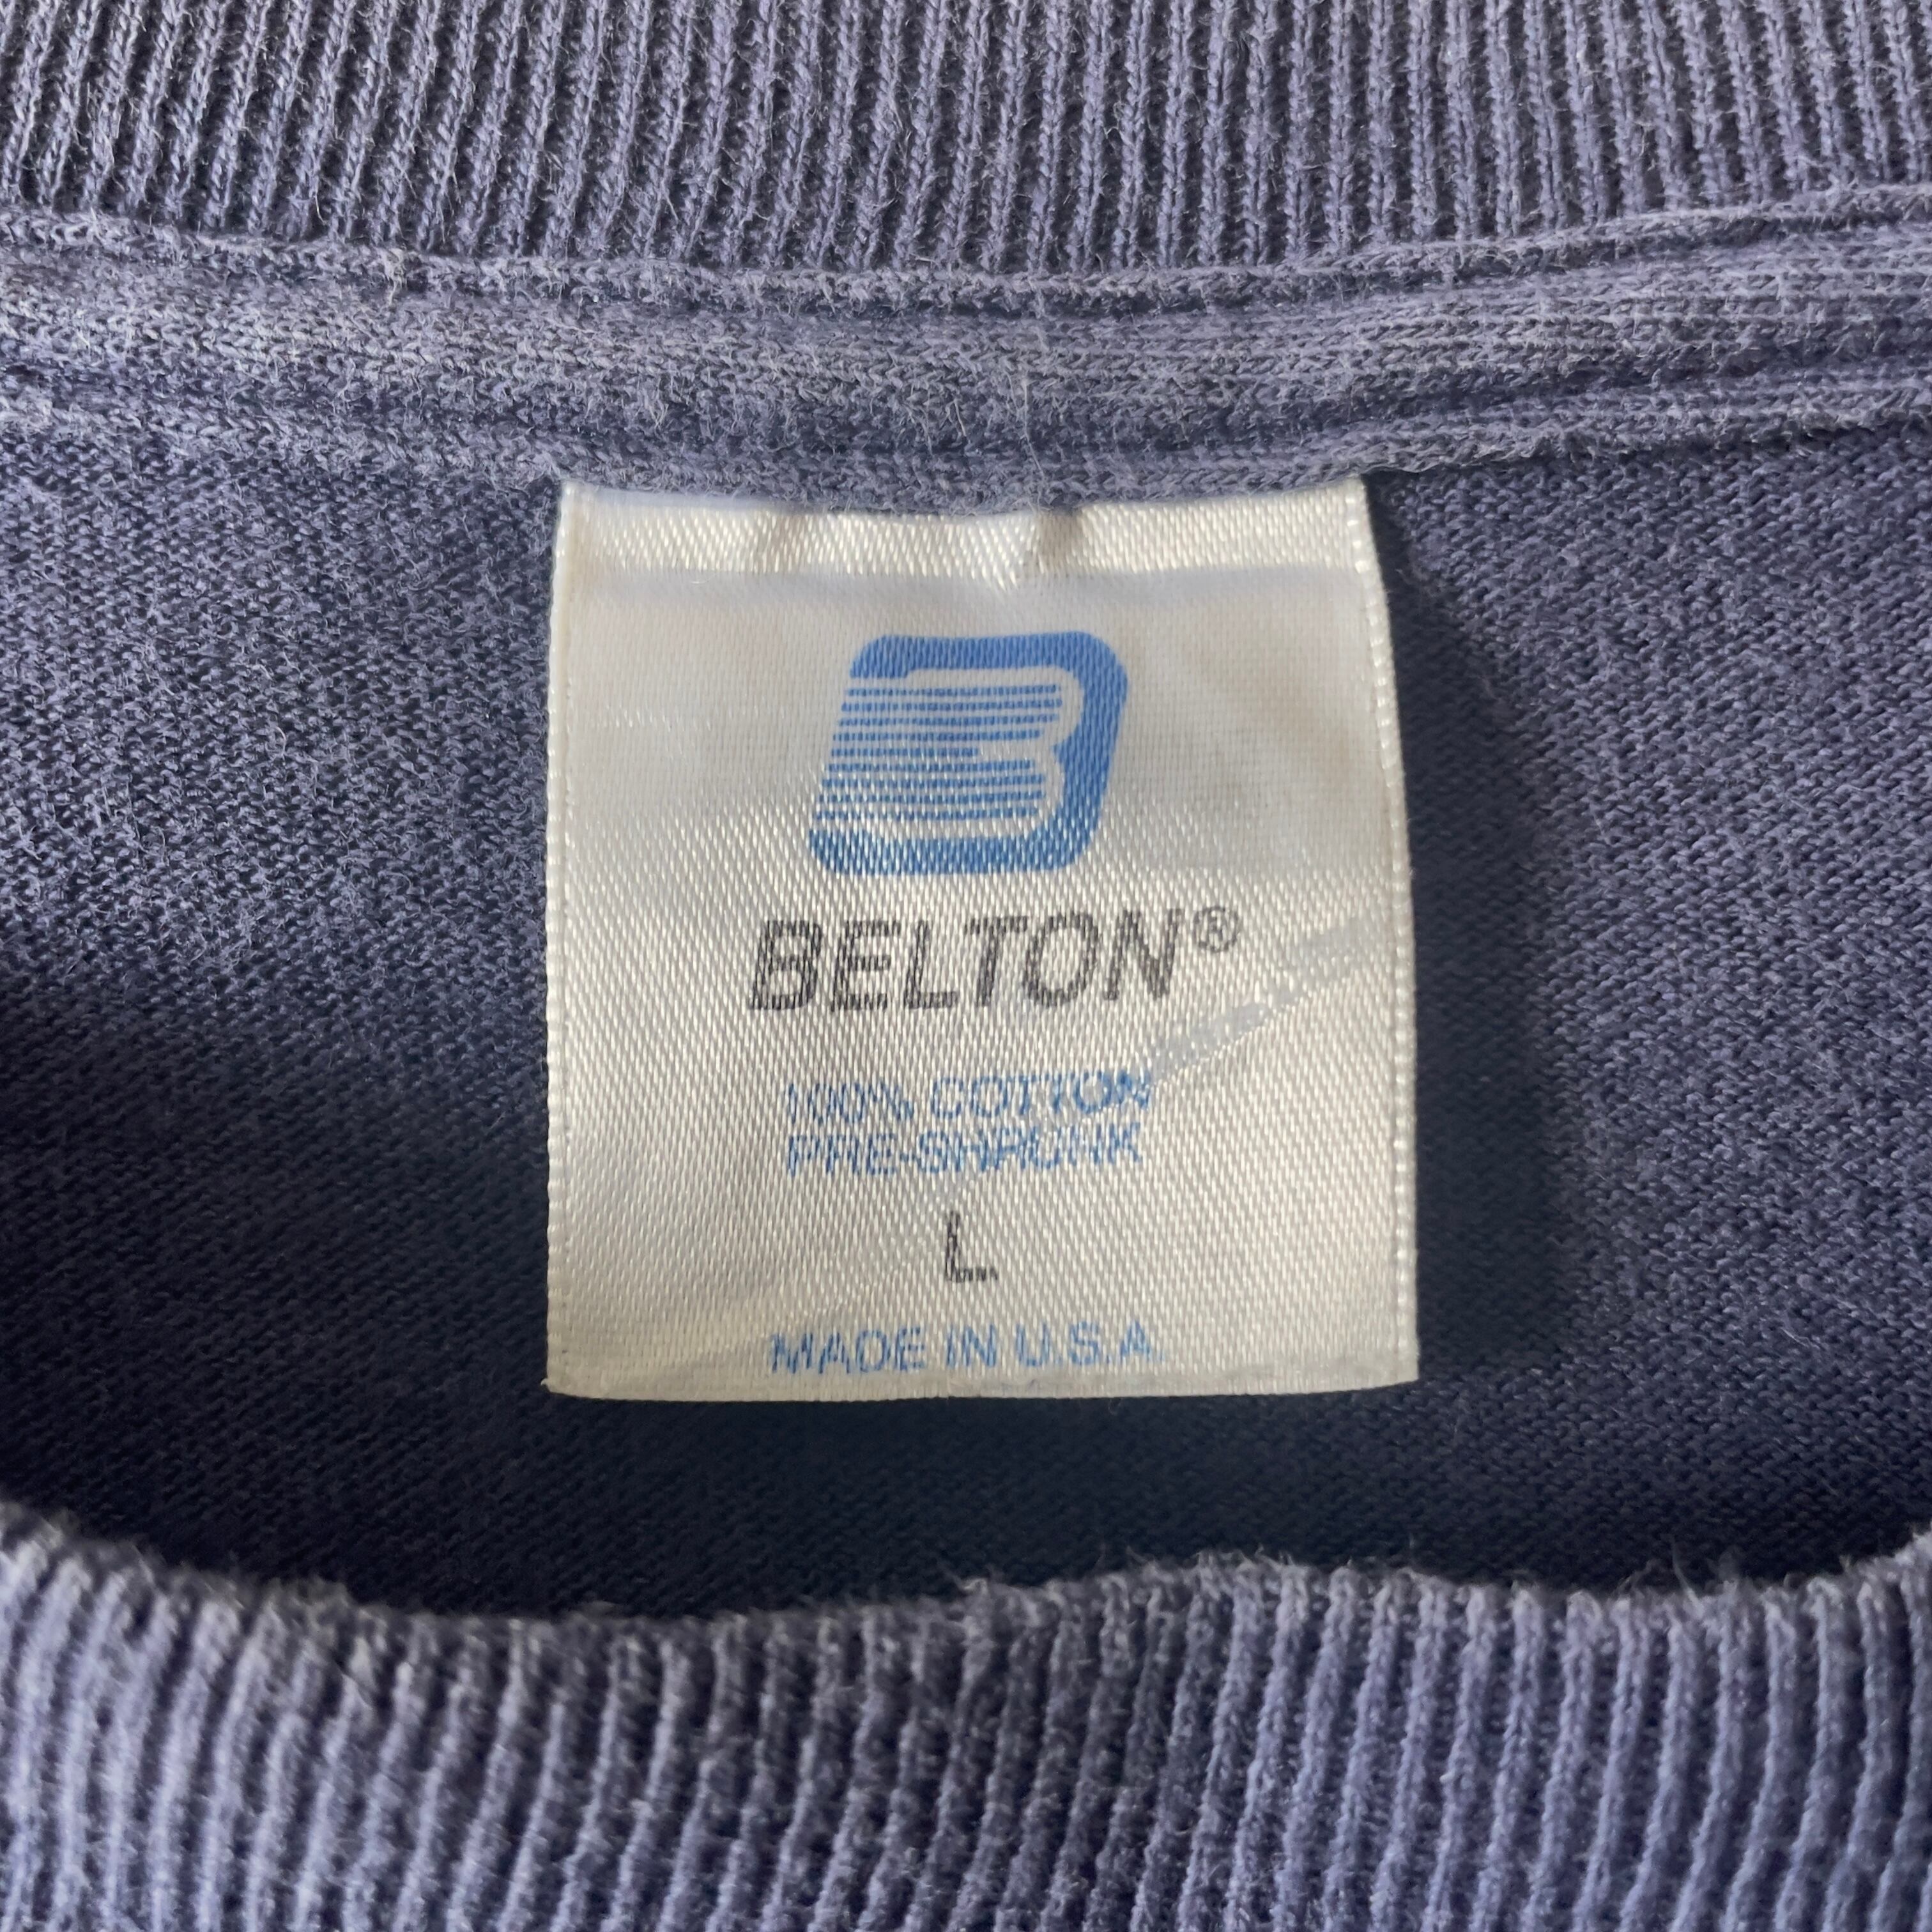 B
BELTON®
100% COTTON
PRE-SHRUNK
L
MADE IN U.S.A.